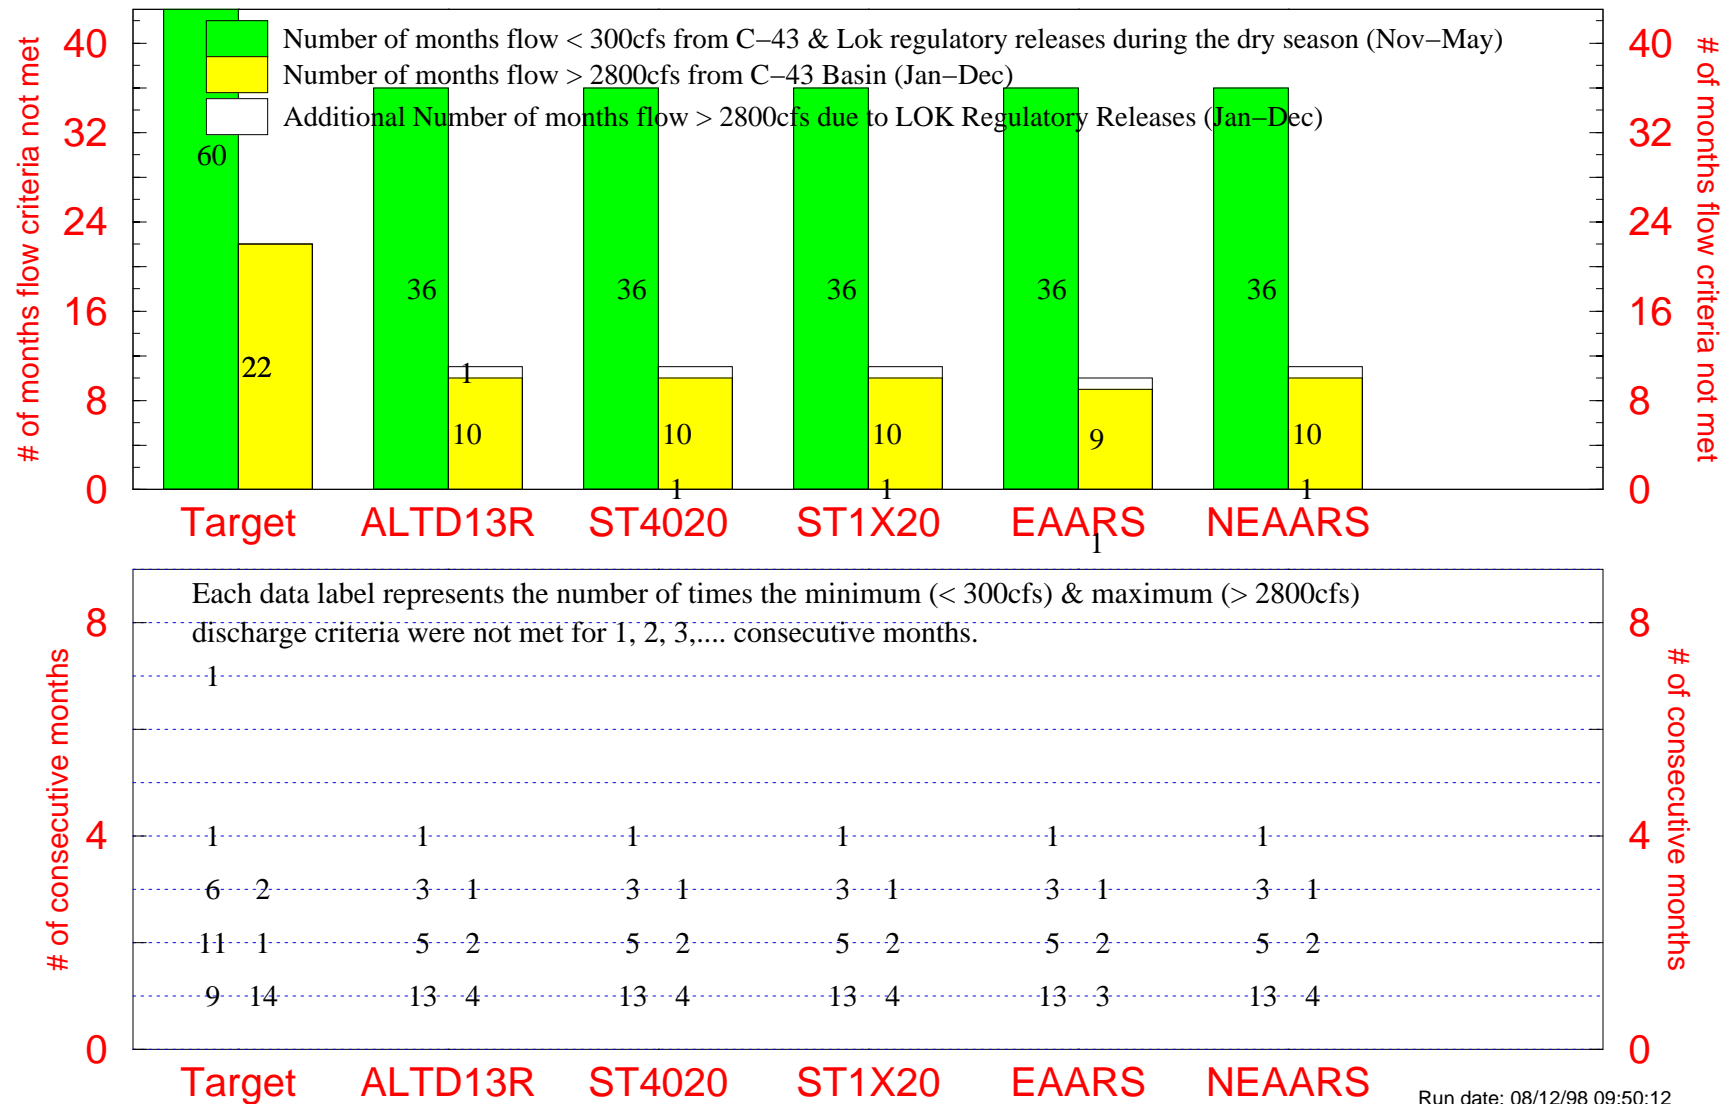 Number of months flow < 300cfs from C−43 & Lok regulatory releases during the dry season (Nov−May)
Number of months flow > 2800cfs from C−43 Basin (Jan−Dec)
Additional Number of months flow > 2800cfs due to LOK Regulatory Releases (Jan−Dec)
# of months flow criteria not met
# of months flow criteria not met
40 40
32 32
24 24
16 16
8 8
0 0
60
22
36 36 36 36 36
1
10 10 10 9 10
1 1 1
Target ALTD13R ST4020 ST1X20 EAARS NEAARS
1
Each data label represents the number of times the minimum (< 300cfs) & maximum (> 2800cfs)
discharge criteria were not met for 1, 2, 3,.... consecutive months.
# of consecutive months
# of consecutive months
8 8
1
4 1 1 1 1 1 1 4
6 2 3 1 3 1 3 1 3 1 3 1
11 1 5 2 5 2 5 2 5 2 5 2
9 14 13 4 13 4 13 4 13 3 13 4
0 0
Target ALTD13R ST4020 ST1X20 EAARS NEAARS
Run date: 08/12/98 09:50:12